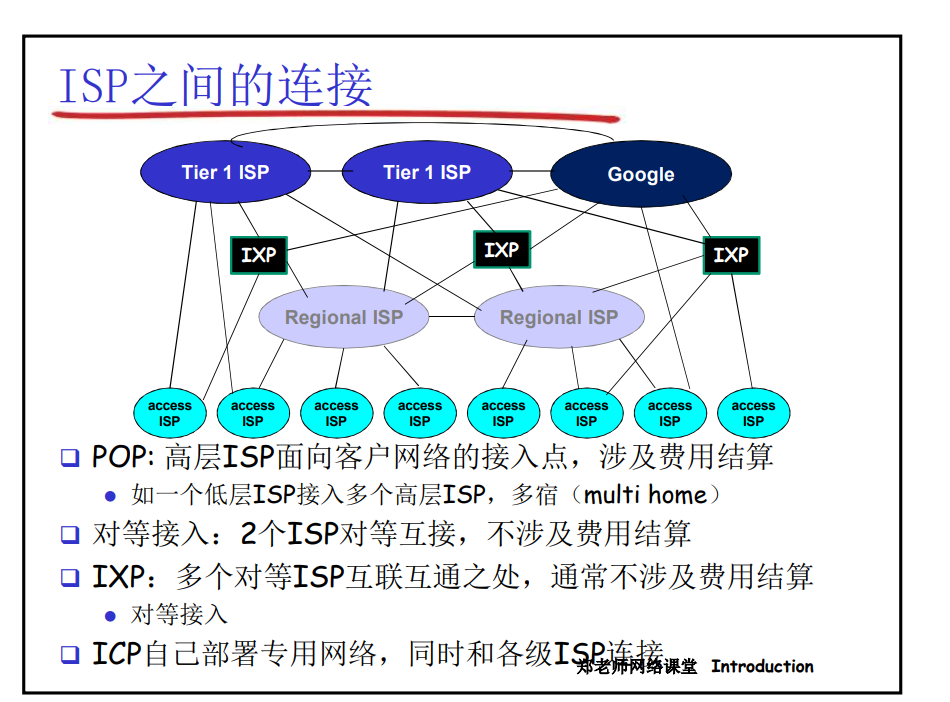 ISP之间的连接
Tier 1 ISP Tier 1 ISP Google
IXP IXP IXP
Regional ISP Regional ISP
access ISP access ISP access ISP access ISP access ISP access ISP access ISP access ISP
POP: 高层ISP面向客户网络的接入点，涉及费用结算
如一个低层ISP接入多个高层ISP，多宿（multi home）
对等接入：2个ISP对等互接，不涉及费用结算
IXP：多个对等ISP互联互通之处，通常不涉及费用结算
对等接入
ICP自己部署专用网络，同时和各级ISP连接
郑老师网络课堂 Introduction